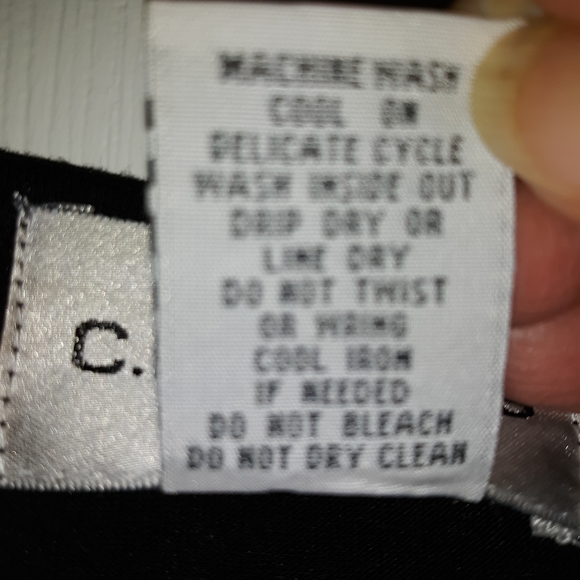 MACHINE WASH
COOL ON
DELICATE CYCLE
WASH INSIDE OUT
DRIP DRY OR
LINE DRY
DO NOT TWIST
OR WRING
COOL IRON
IF NEEDED
DO NOT BLEACH
DO NOT DRY CLEAN
C.